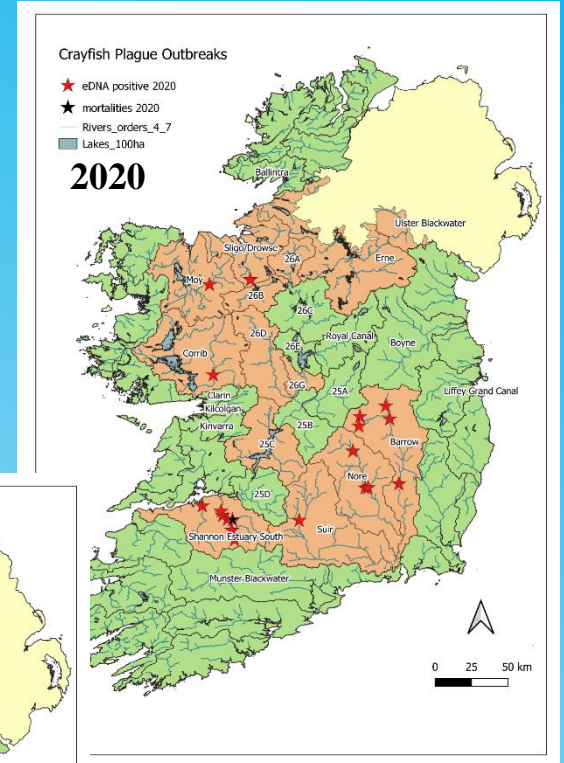 Crayfish Plague Outbreaks
eDNA positive 2020
mortalities 2020
Rivers_orders_4_7
Lakes_100ha
2020
Ballintra
Ulster Blackwater
Sligo/Drowse
26A
Erne
Moy
26B
26C
26D
Royal Canal
Boyne
26E
Corrib
26G
Clarin
25A
Liffey Grand Canal
Kilcolgan
Kinvarra
25B
Barrow
25C
Nore
25D
Suir
Shannon Estuary South
Munster Blackwater
0 25 50 km